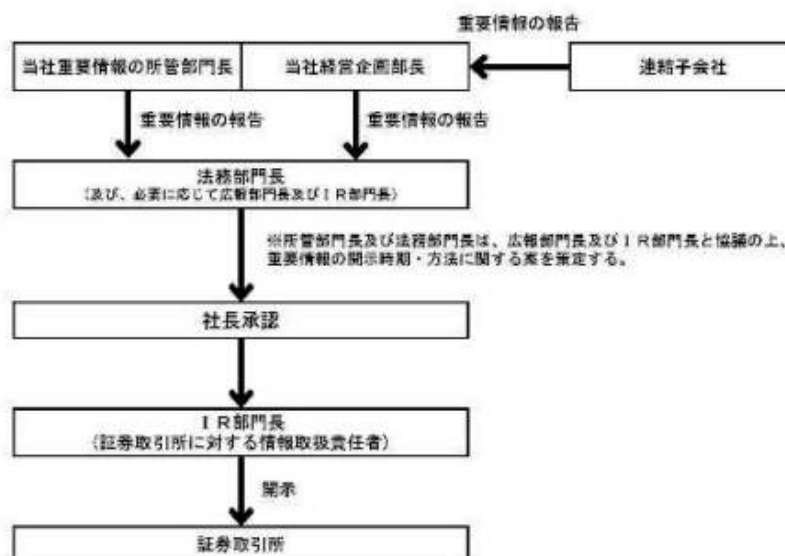 重要情報の報告
当社重要情報の所管部門長
当社経営企画部長
連結子会社
重要情報の報告
重要情報の報告
法務部門長
(及び、必要に応じて広報部門長及びＩＲ部門長)
※所管部門長及び法務部門長は、広報部門長及びＩＲ部門長と協議の上、
重要情報の開示時期・方法に関する案を策定する。
社長承認
ＩＲ部門長
(証券取引所に対する情報取扱責任者)
開示
証券取引所